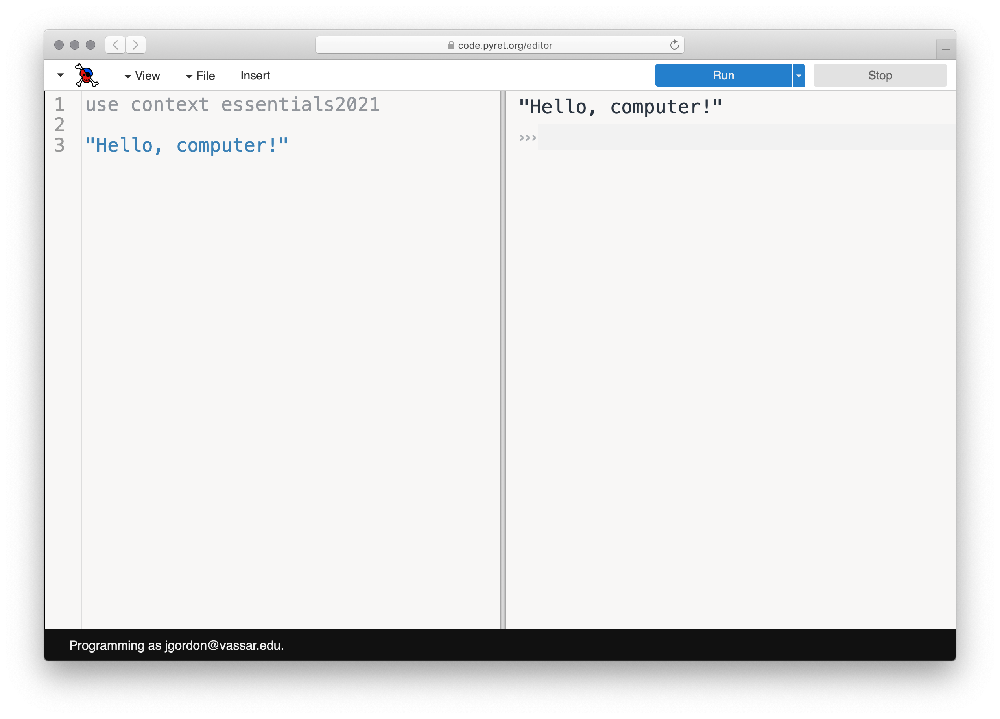 code.pyret.org/editor
View File Insert Run Stop
1 use context essentials2021
2
3 "Hello, computer!"
"Hello, computer!"
›››
Programming as jgordon@vassar.edu.